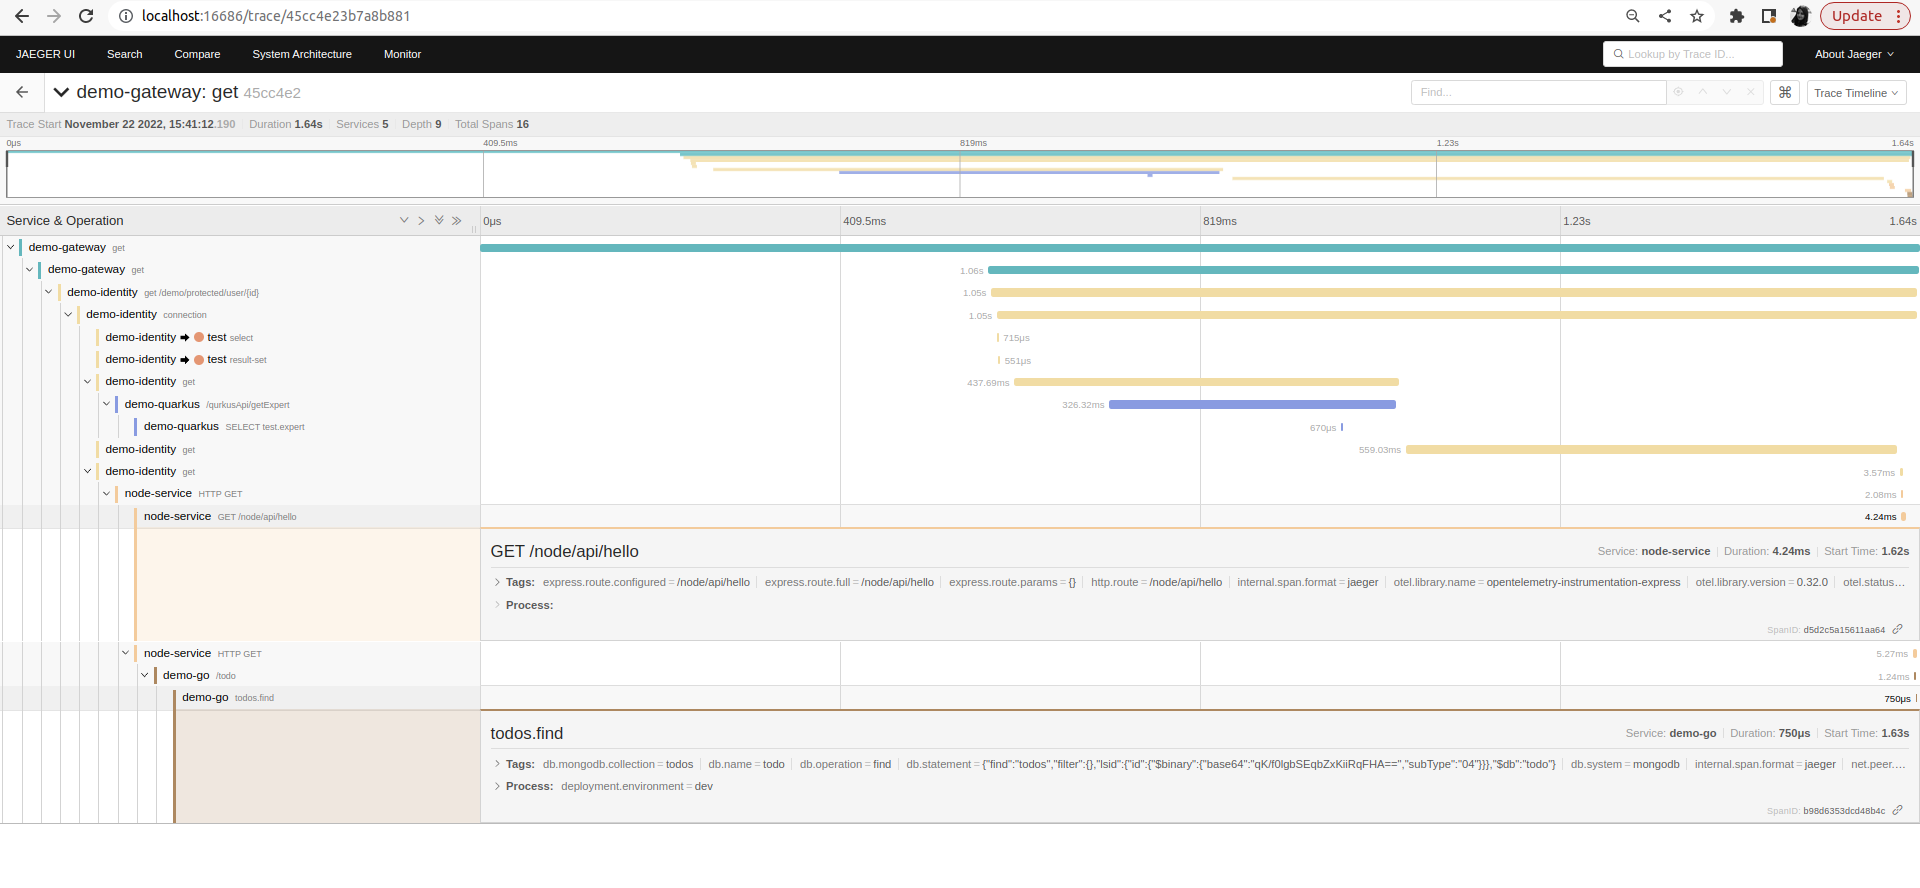 localhost:16686/trace/45cc4e23b7a8b881 Update
JAEGER UI Search Compare System Architecture Monitor Lookup by Trace ID... About Jaeger
demo-gateway: get 45cc4e2 Find... ⌘ Trace Timeline
Trace Start November 22 2022, 15:41:12.190 Duration 1.64s Services 5 Depth 9 Total Spans 16
0μs 409.5ms 819ms 1.23s 1.64s
Service & Operation 0μs 409.5ms 819ms 1.23s 1.64s
demo-gateway get
demo-gateway get 1.06s
demo-identity get /demo/protected/user/{id} 1.05s
demo-identity connection 1.05s
demo-identity test select 715μs
demo-identity test result-set 551μs
demo-identity get 437.69ms
demo-quarkus /qurkusApi/getExpert 326.32ms
demo-quarkus SELECT test.expert 670μs
demo-identity get 559.03ms
demo-identity get 3.57ms
node-service HTTP GET 2.08ms
node-service GET /node/api/hello 4.24ms
GET /node/api/hello Service: node-service Duration: 4.24ms Start Time: 1.62s
Tags: express.route.configured = /node/api/hello express.route.full = /node/api/hello express.route.params = {} http.route = /node/api/hello internal.span.format = jaeger otel.library.name = opentelemetry-instrumentation-express otel.library.version = 0.32.0 otel.status...
Process:
SpanID: d5d2c5a15611aa64
node-service HTTP GET 5.27ms
demo-go /todo 1.24ms
demo-go todos.find 750μs
todos.find Service: demo-go Duration: 750μs Start Time: 1.63s
Tags: db.mongodb.collection = todos db.name = todo db.operation = find db.statement = {"find":"todos","filter":{},"lsid":{"id":{"$binary":{"base64":"qK/f0lgbSEqbZxKiiRqFHA==","subType":"04"}}},"$db":"todo"} db.system = mongodb internal.span.format = jaeger net.peer....
Process: deployment.environment = dev
SpanID: b98d6353dcd48b4c